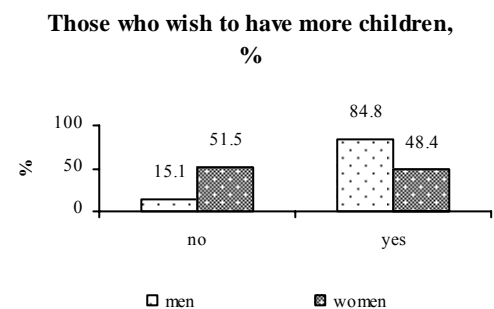 Those who wish to have more children,
%
84.8
100
51.5
48.4
%
50
15.1
0
no
yes
men
women